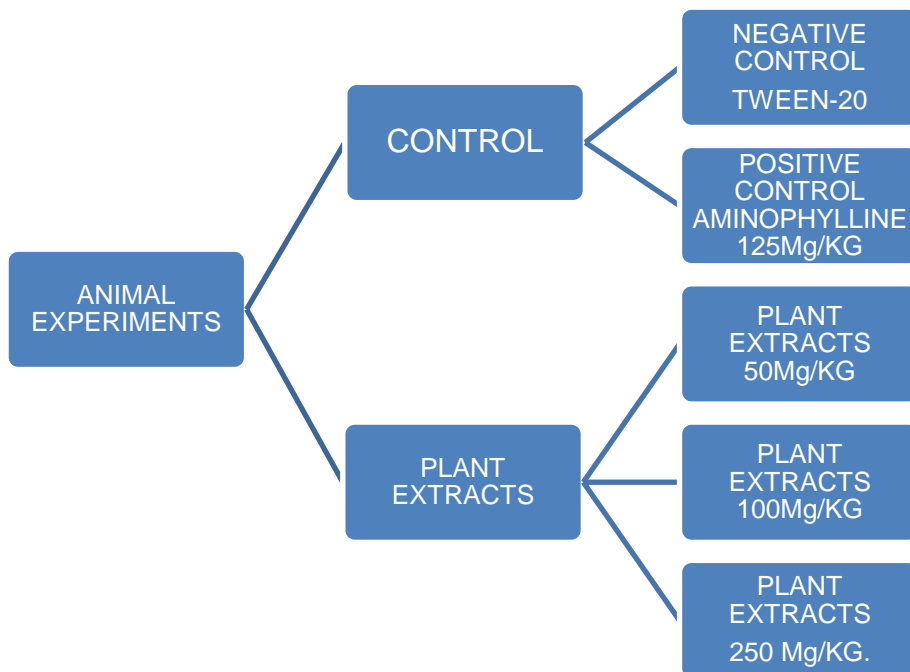 ANIMAL
EXPERIMENTS
CONTROL
NEGATIVE
CONTROL
TWEEN-20
POSITIVE
CONTROL
AMINOPHYLLINE
125Mg/KG
PLANT
EXTRACTS
PLANT
EXTRACTS
50Mg/KG
PLANT
EXTRACTS
100Mg/KG
PLANT
EXTRACTS
250 Mg/KG.